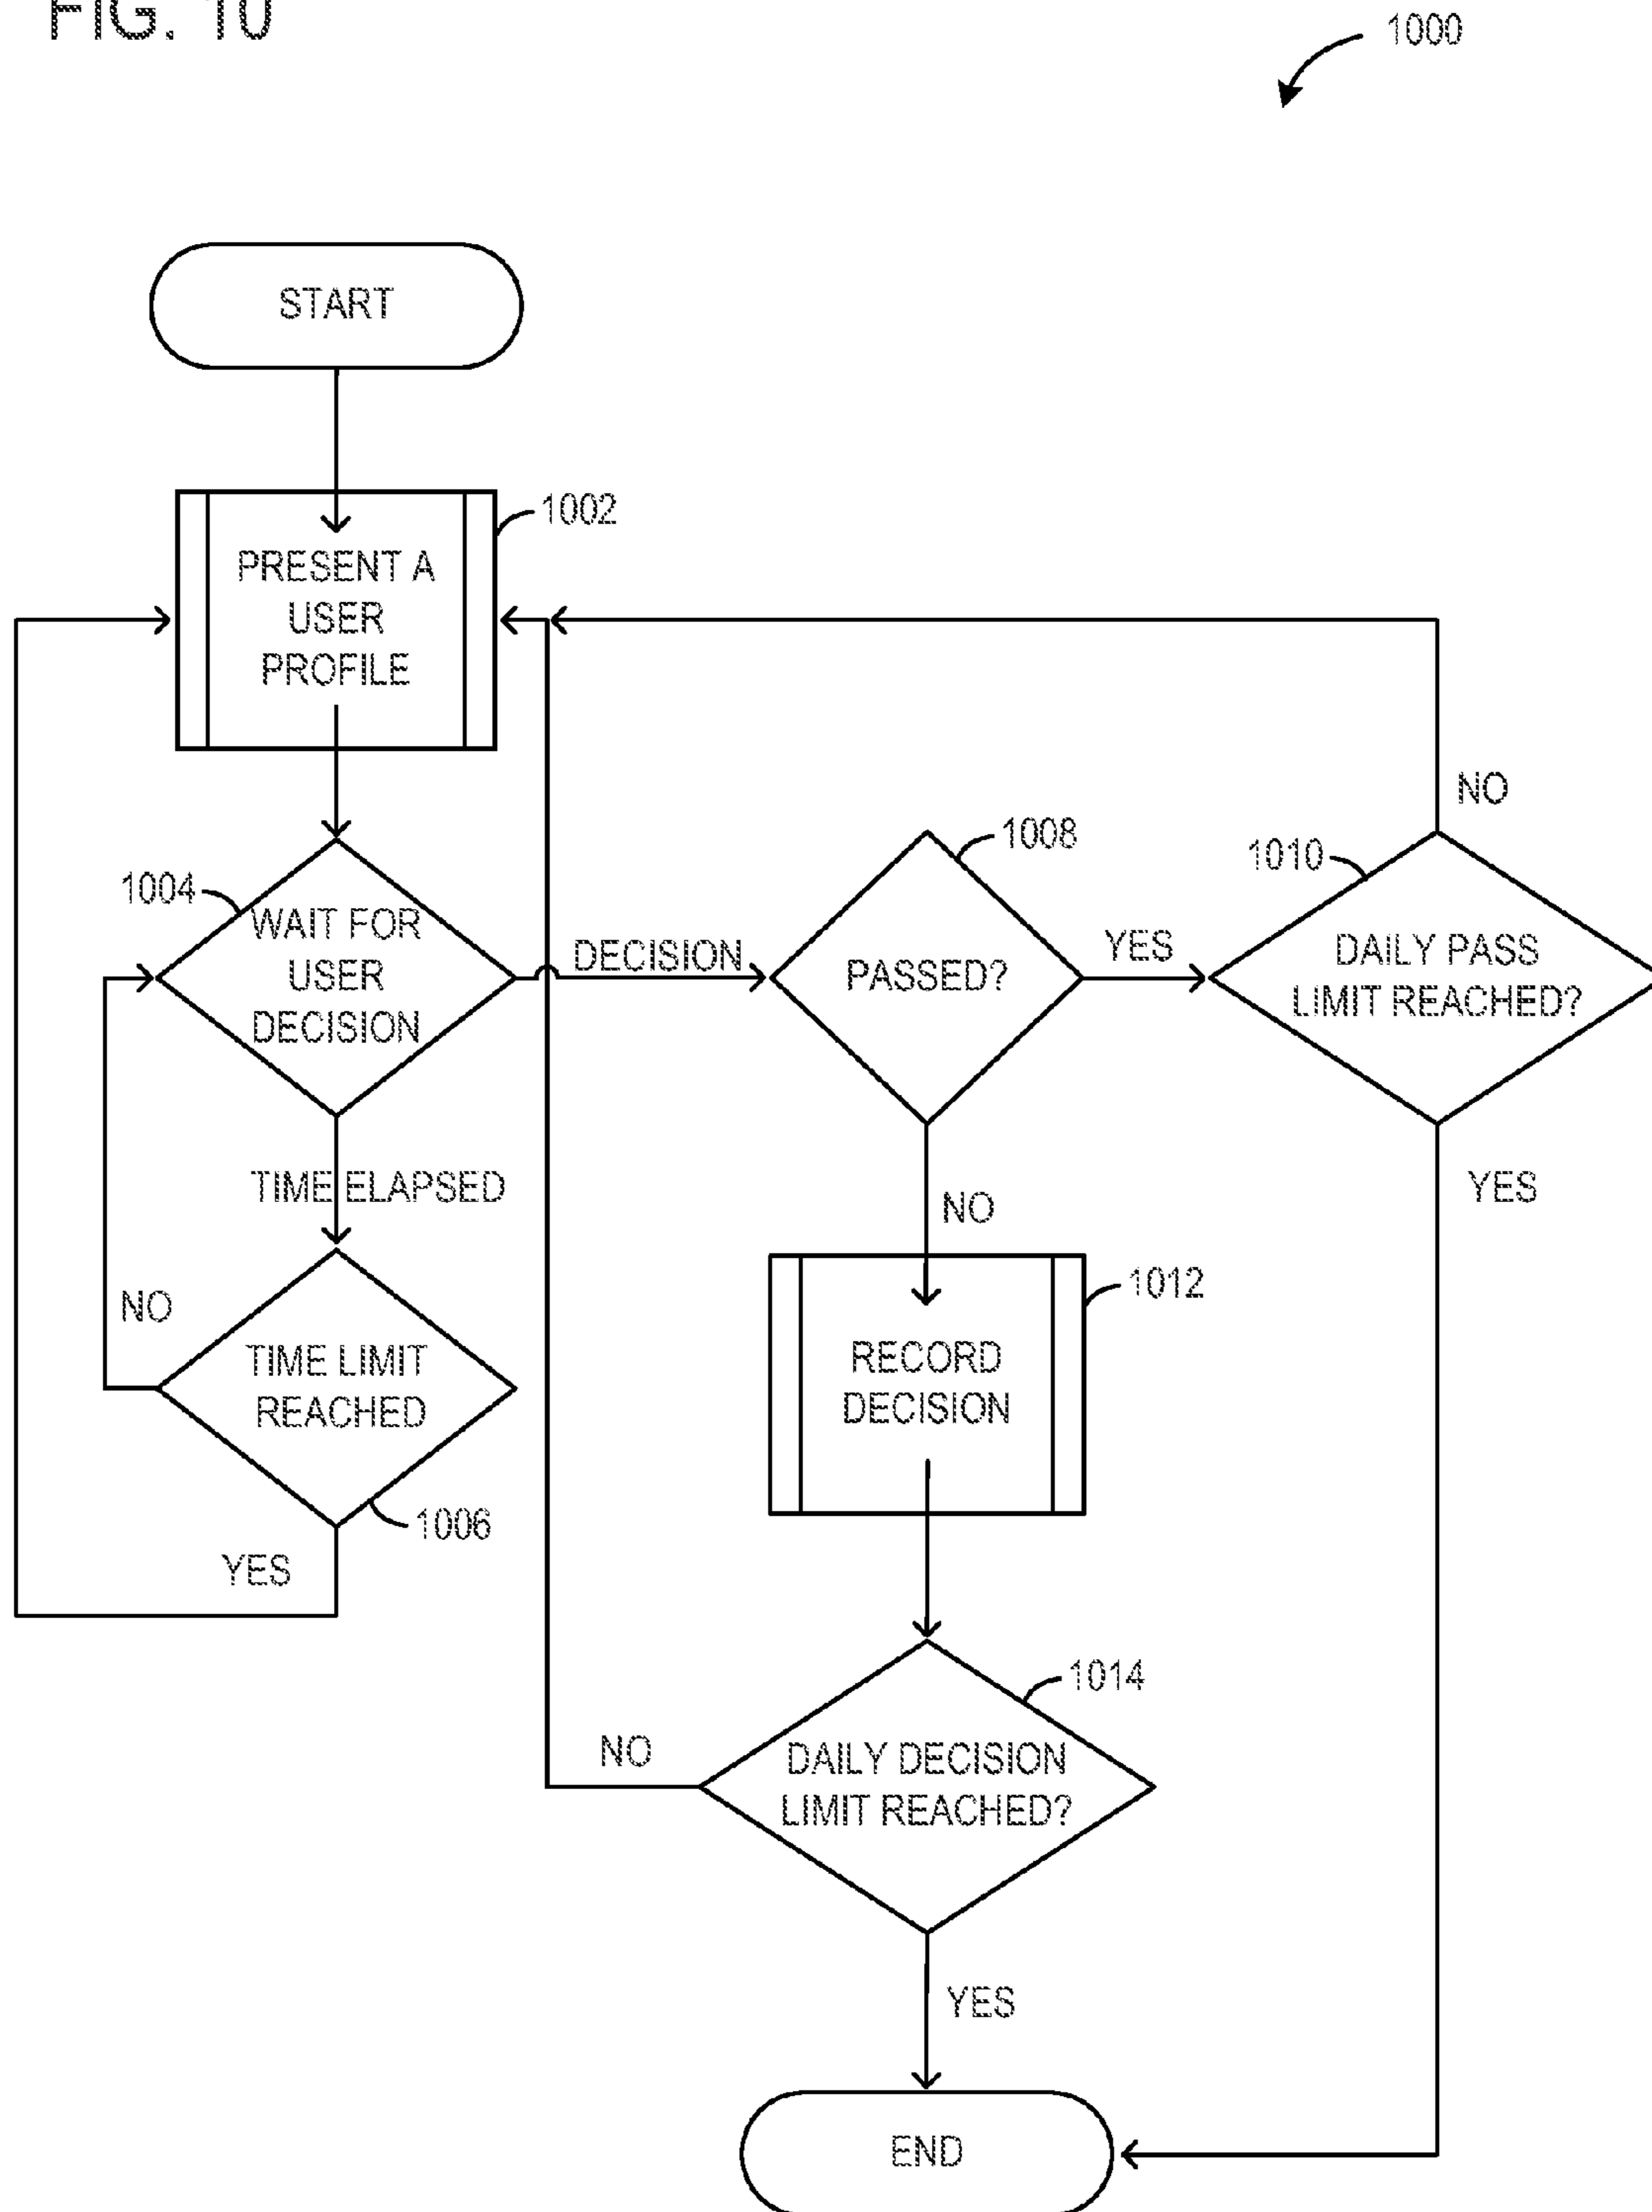 FIG. 10
1000
START
1002
PRESENT A
USER
PROFILE
NO
1008
1010
1004
WAIT FOR
USER
DECISION
DECISION
PASSED?
YES
DAILY PASS
LIMIT REACHED?
TIME ELAPSED
NO
YES
1012
NO
TIME LIMIT
REACHED
RECORD
DECISION
1006
YES
1014
NO
DAILY DECISION
LIMIT REACHED?
YES
END